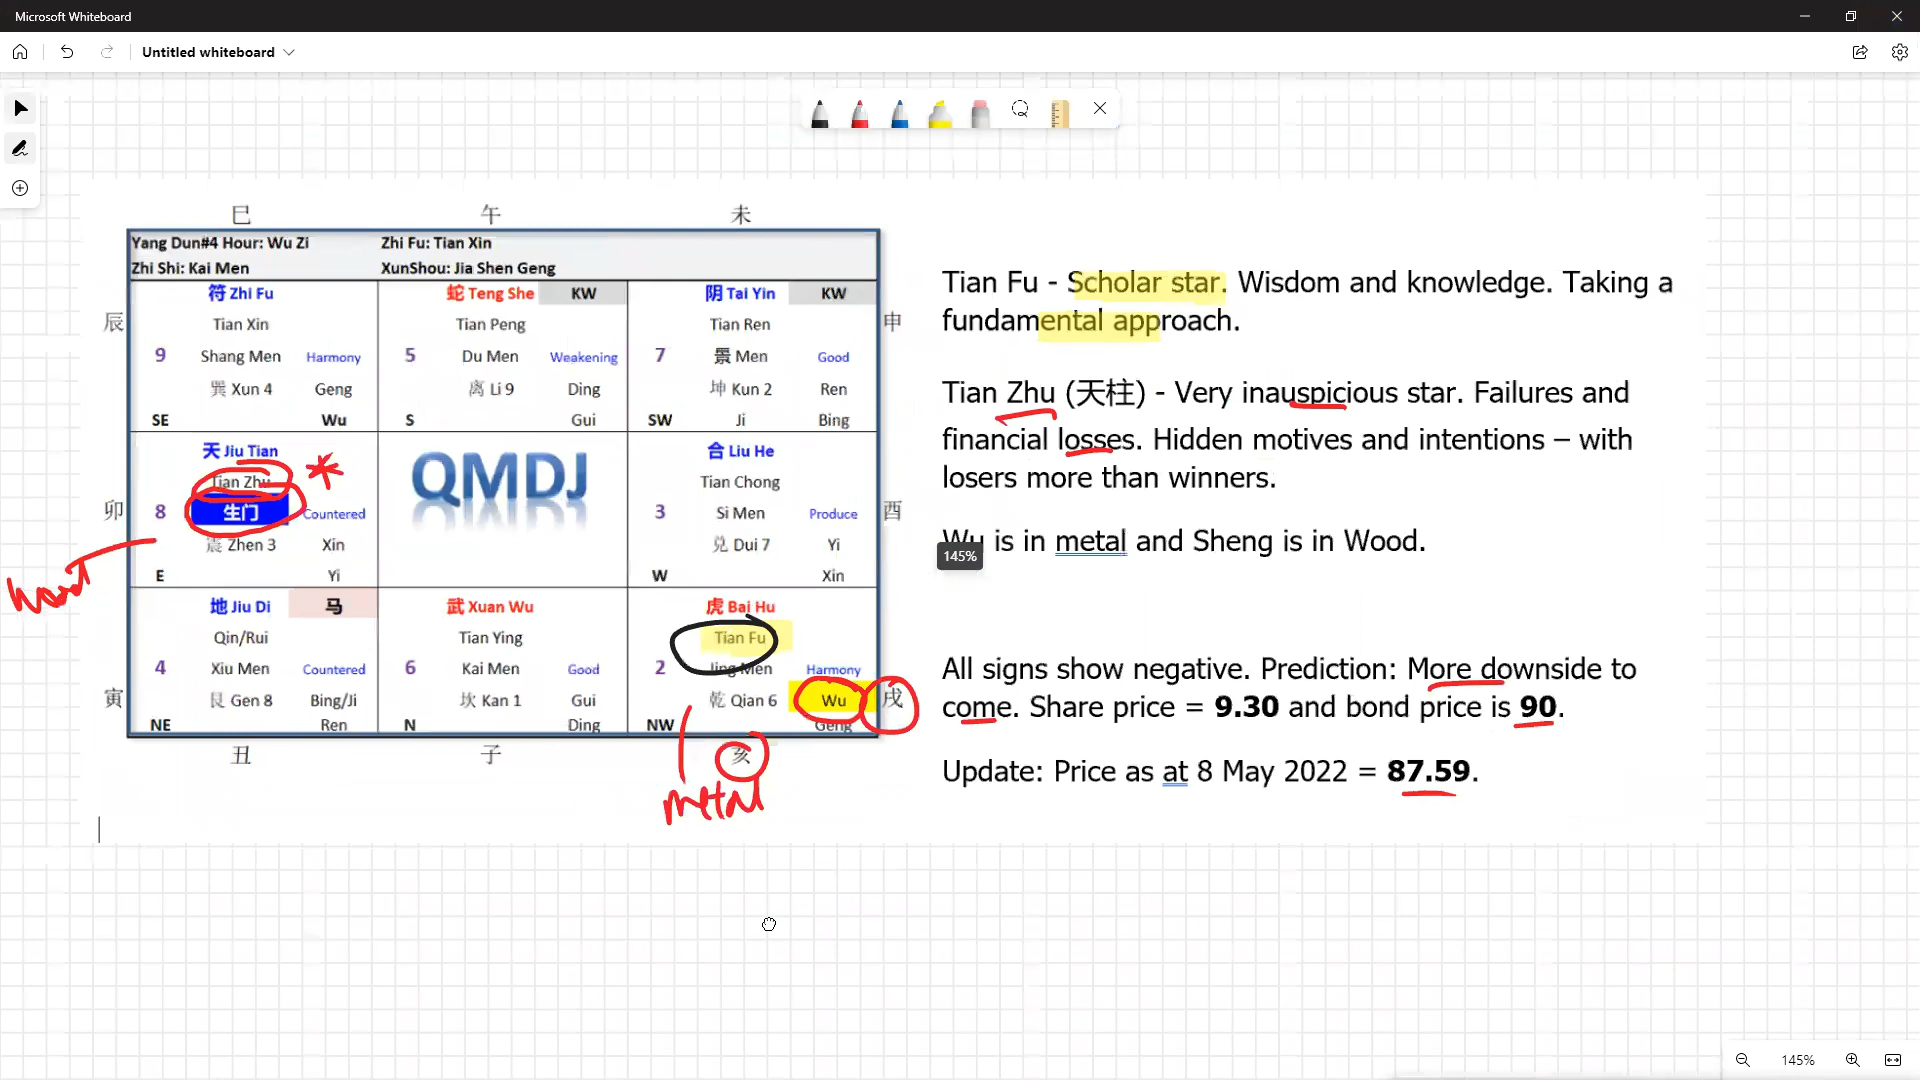 Microsoft Whiteboard
Untitled whiteboard
巳 午 未
Yang Dun#4 Hour: Wu Zi Zhi Fu: Tian Xin
Zhi Shi: Kai Men XunShou: Jia Shen Geng
符 Zhi Fu 蛇 Teng She KW 阴 Tai Yin KW
辰 Tian Xin Tian Peng Tian Ren 申
9 Shang Men Harmony 5 Du Men Weakening 7 景 Men Good
巽 Xun 4 Geng 离 Li 9 Ding 坤 Kun 2 Ren
SE Wu S Gui SW Ji Bing
天 Jiu Tian 合 Liu He
Tian Zhu * QMDJ Tian Chong
卯 8 生门 Countered 3 Si Men Produce 酉
震 Zhen 3 Xin 兑 Dui 7 Yi
E Yi W Xin
地 Jiu Di 马 武 Xuan Wu 虎 Bai Hu
Qin/Rui Tian Ying Tian Fu
4 Xiu Men Countered 6 Kai Men Good 2 Jing Men Harmony
寅 艮 Gen 8 Bing/Ji 坎 Kan 1 Gui 乾 Qian 6 Wu 戌
NE Ren N Ding NW Geng
丑 子 亥
metal
Tian Fu - Scholar star. Wisdom and knowledge. Taking a
fundamental approach.
Tian Zhu (天柱) - Very inauspicious star. Failures and
financial losses. Hidden motives and intentions – with
losers more than winners.
Wu is in metal and Sheng is in Wood.
145%
All signs show negative. Prediction: More downside to
come. Share price = 9.30 and bond price is 90.
Update: Price as at 8 May 2022 = 87.59.
145%